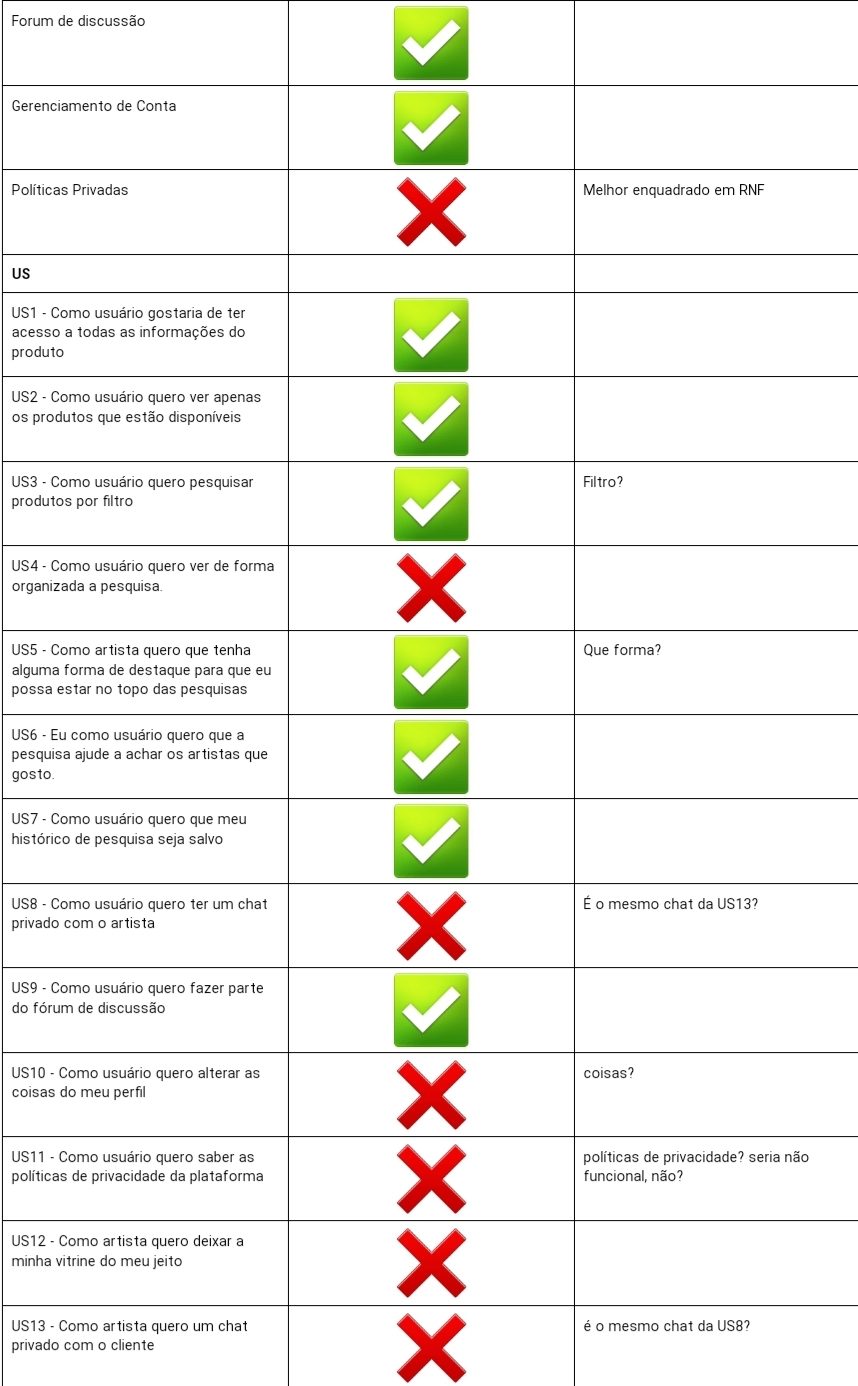 Forum de discussão
Gerenciamento de Conta
Políticas Privadas
Melhor enquadrado em RNF
US
US1 - Como usuário gostaria de ter
acesso a todas as informações do
produto
US2 - Como usuário quero ver apenas
os produtos que estão disponíveis
US3 - Como usuário quero pesquisar
produtos por filtro
Filtro?
US4 - Como usuário quero ver de forma
organizada a pesquisa.
US5 - Como artista quero que tenha
alguma forma de destaque para que eu
possa estar no topo das pesquisas
Que forma?
US6 - Eu como usuário quero que a
pesquisa ajude a achar os artistas que
gosto.
US7 - Como usuário quero que meu
histórico de pesquisa seja salvo
US8 - Como usuário quero ter um chat
privado com o artista
É o mesmo chat da US13?
US9 - Como usuário quero fazer parte
do fórum de discussão
US10 - Como usuário quero alterar as
coisas do meu perfil
coisas?
US11 - Como usuário quero saber as
políticas de privacidade da plataforma
políticas de privacidade? seria não
funcional, não?
US12 - Como artista quero deixar a
minha vitrine do meu jeito
US13 - Como artista quero um chat
privado com o cliente
é o mesmo chat da US8?